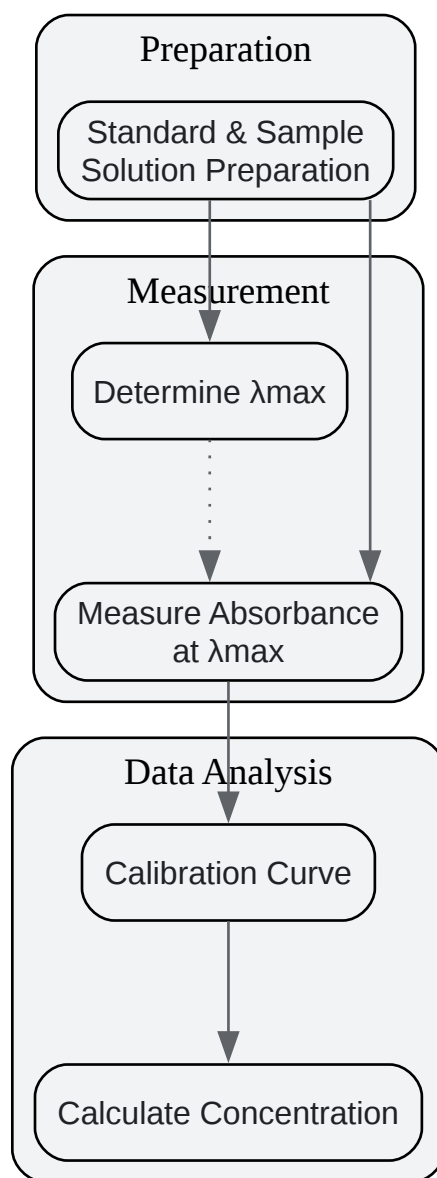 Preparation
Standard & Sample
Solution Preparation
Measurement
Determine λmax
Measure Absorbance
at λmax
Data Analysis
Calibration Curve
Calculate Concentration